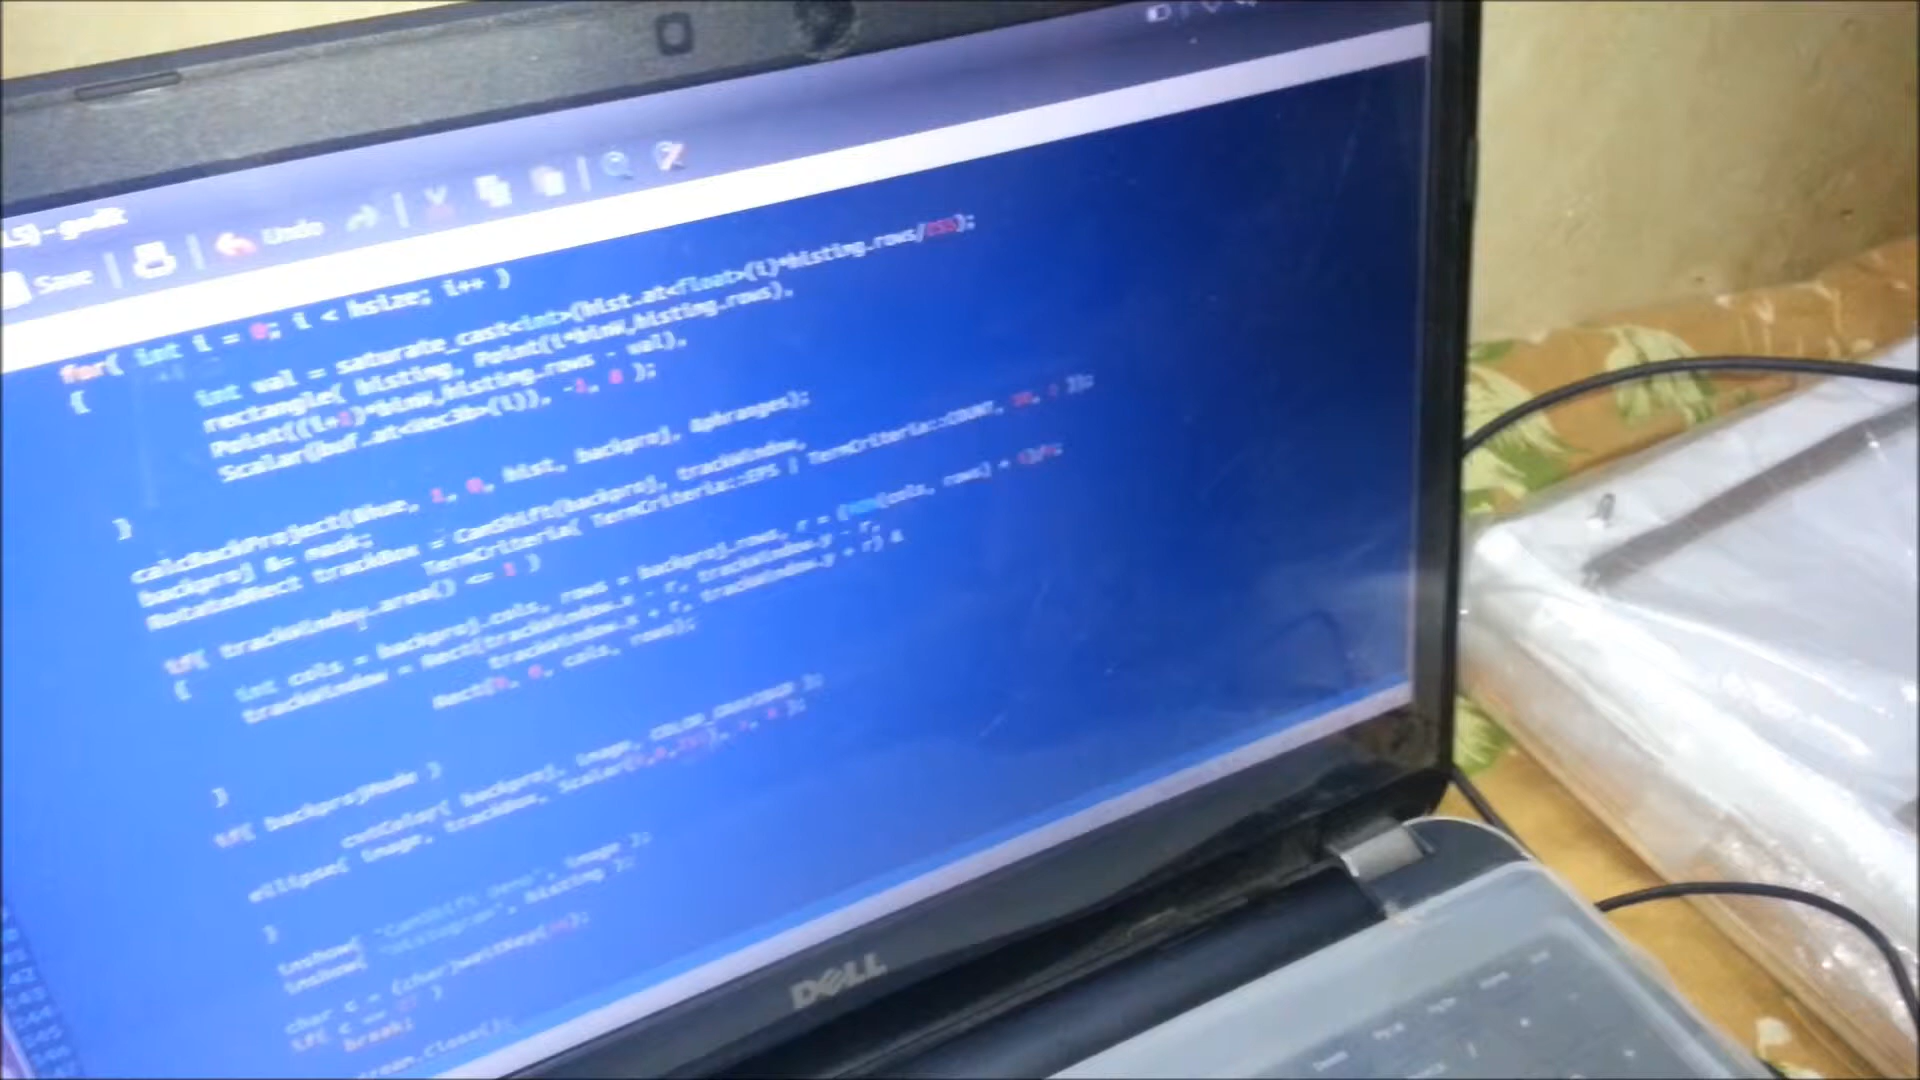 LS) - gedit
Save Undo
for( int i = 0; i < hsize; i++ )
{
int val = saturate_cast<int>(hist.at<float>(i)*histimg.rows/255);
rectangle( histimg, Point(i*binW,histimg.rows),
Point((i+1)*binW,histimg.rows - val),
Scalar(buf.at<Vec3b>(i)), -1, 8 );
}
calcBackProject(&hue, 1, 0, hist, backproj, &phranges);
backproj &= mask;
RotatedRect trackBox = CamShift(backproj, trackWindow,
TermCriteria( TermCriteria::EPS | TermCriteria::COUNT, 10, 1 ));
if( trackWindow.area() <= 1 )
{
int cols = backproj.cols, rows = backproj.rows, r = (MIN(cols, rows) + 5)/6;
trackWindow = Rect(trackWindow.x - r, trackWindow.y - r,
trackWindow.x + r, trackWindow.y + r) &
Rect(0, 0, cols, rows);
}
if( backprojMode )
cvtColor( backproj, image, COLOR_GRAY2BGR );
ellipse( image, trackBox, Scalar(0,0,255), 3, 8 );
}
imshow( "CamShift Demo", image );
imshow( "Histogram", histimg );
char c = (char)waitKey(10);
if( c == 27 )
break;
stream.close();
DELL